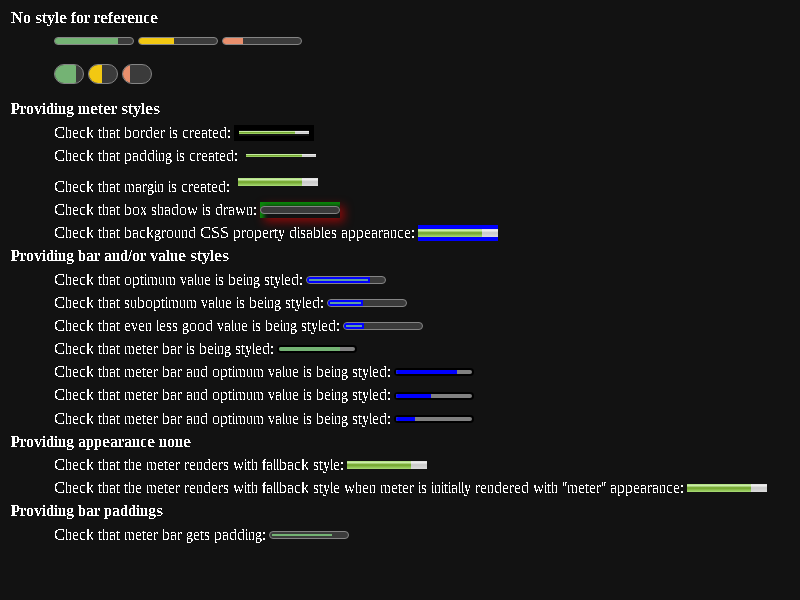 No style for reference
Providing meter styles
Check that border is created:
Check that padding is created:
Check that margin is created:
Check that box shadow is drawn:
Check that background CSS property disables appearance:
Providing bar and/or value styles
Check that optimum value is being styled:
Check that suboptimum value is being styled:
Check that even less good value is being styled:
Check that meter bar is being styled:
Check that meter bar and optimum value is being styled:
Check that meter bar and optimum value is being styled:
Check that meter bar and optimum value is being styled:
Providing appearance none
Check that the meter renders with fallback style:
Check that the meter renders with fallback style when meter is initially rendered with "meter" appearance:
Providing bar paddings
Check that meter bar gets padding: